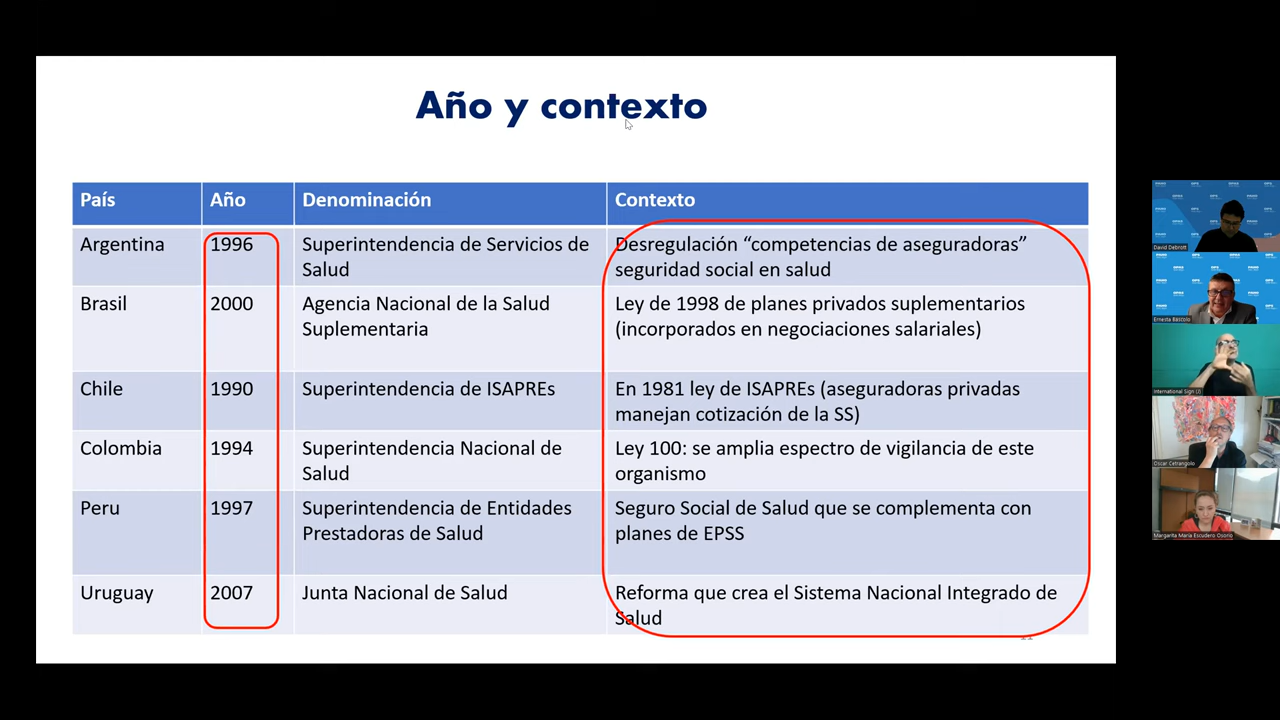 Año y contexto
País Año Denominación Contexto
Argentina 1996 Superintendencia de Servicios de Desregulación “competencias de aseguradoras”
Salud seguridad social en salud
Brasil 2000 Agencia Nacional de la Salud Ley de 1998 de planes privados suplementarios
Suplementaria (incorporados en negociaciones salariales)
Chile 1990 Superintendencia de ISAPREs En 1981 ley de ISAPREs (aseguradoras privadas
manejan cotización de la SS)
Colombia 1994 Superintendencia Nacional de Ley 100: se amplia espectro de vigilancia de este
Salud organismo
Peru 1997 Superintendencia de Entidades Seguro Social de Salud que se complementa con
Prestadoras de Salud planes de EPSS
Uruguay 2007 Junta Nacional de Salud Reforma que crea el Sistema Nacional Integrado de
Salud
11
David Debrott
Ernesto Báscolo
International Sign (J)
Oscar Cetrangolo
Margarita María Escudero Osorio